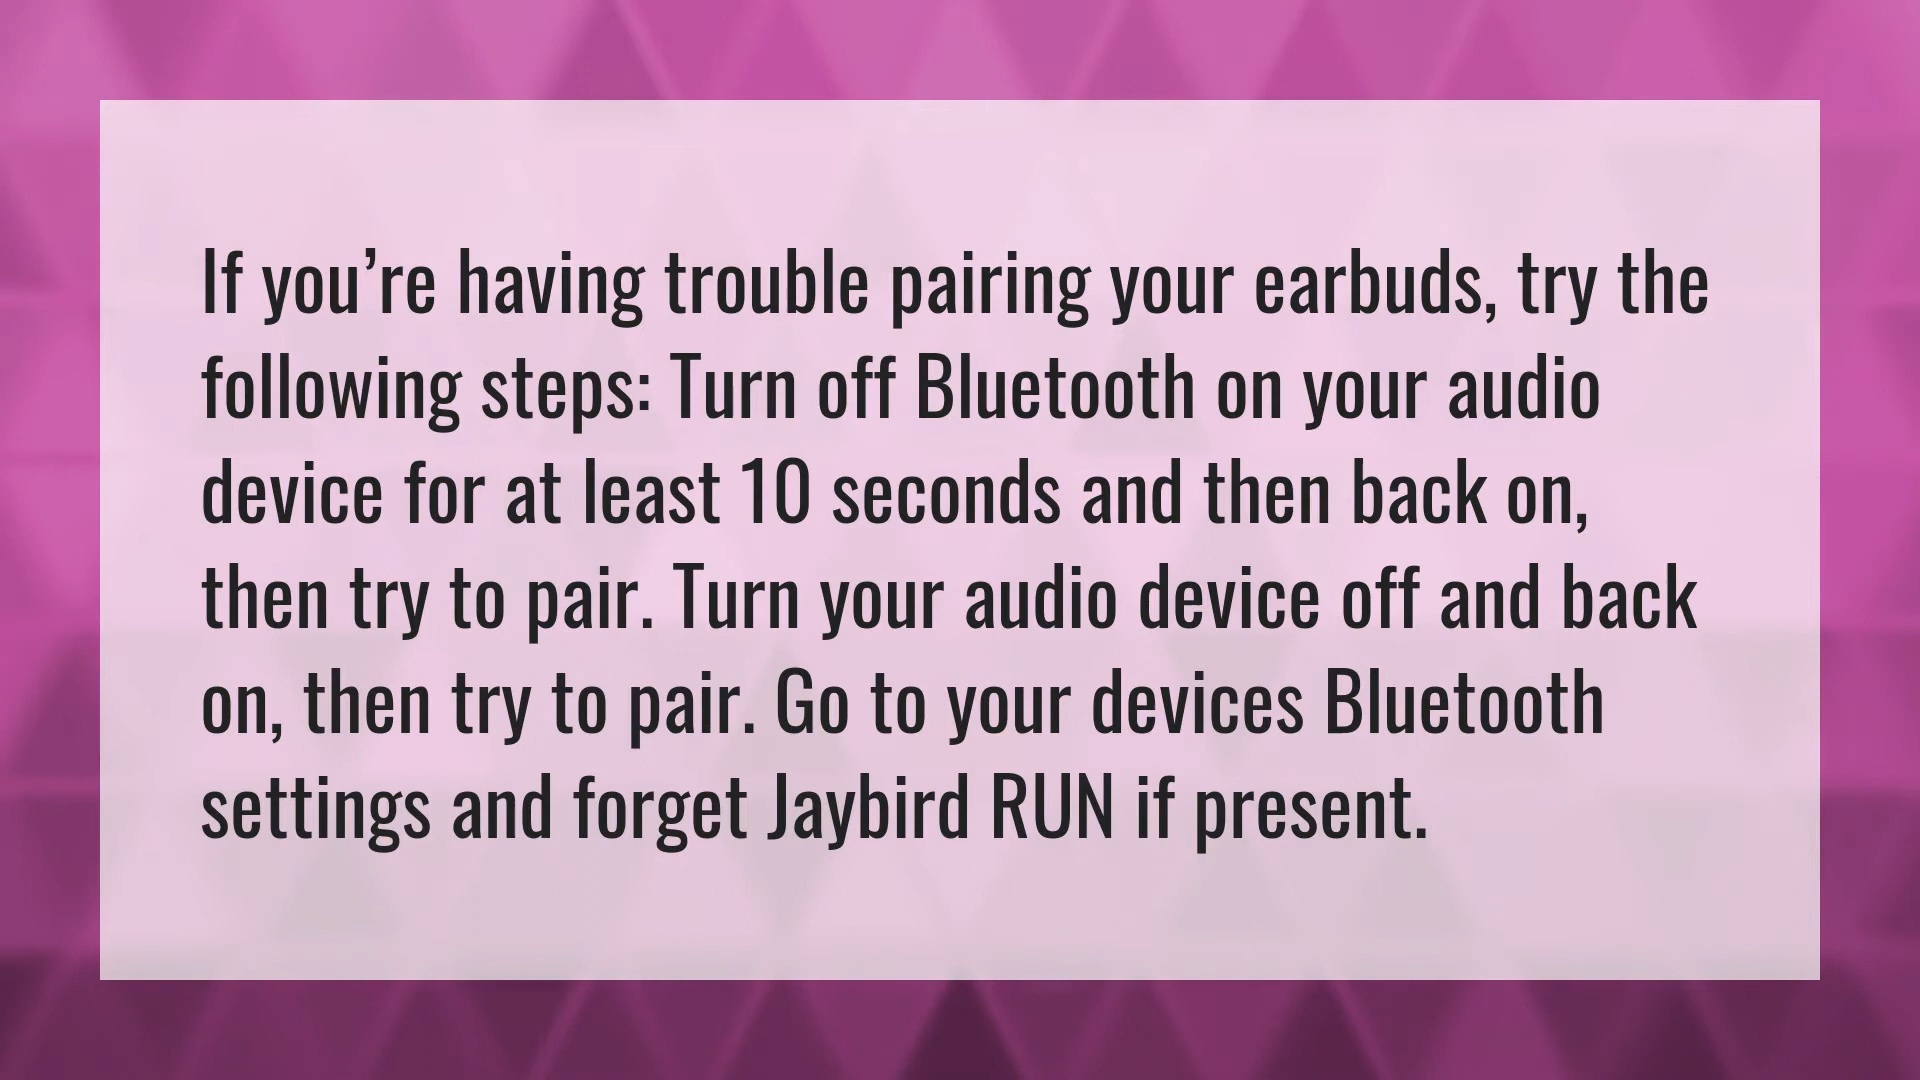 If you’re having trouble pairing your earbuds, try the
following steps: Turn off Bluetooth on your audio
device for at least 10 seconds and then back on,
then try to pair. Turn your audio device off and back
on, then try to pair. Go to your devices Bluetooth
settings and forget Jaybird RUN if present.